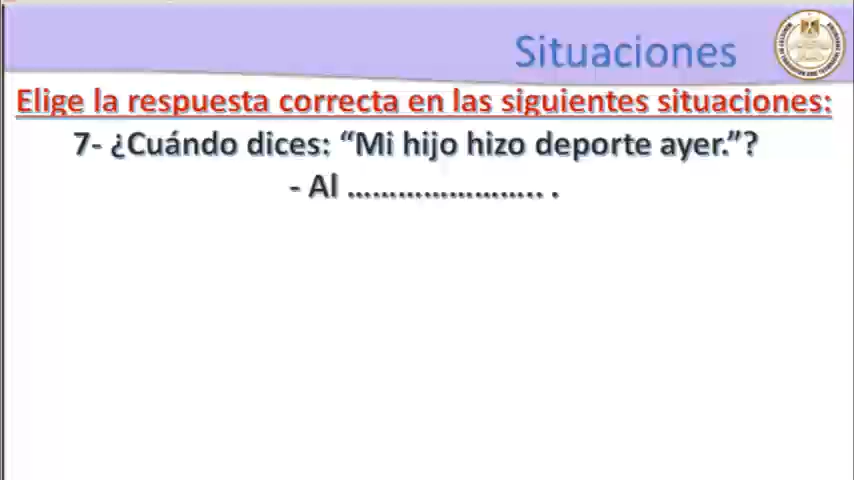 Situaciones
Elige la respuesta correcta en las siguientes situaciones:
7- ¿Cuándo dices: “Mi hijo hizo deporte ayer.”?
- Al ........................ .